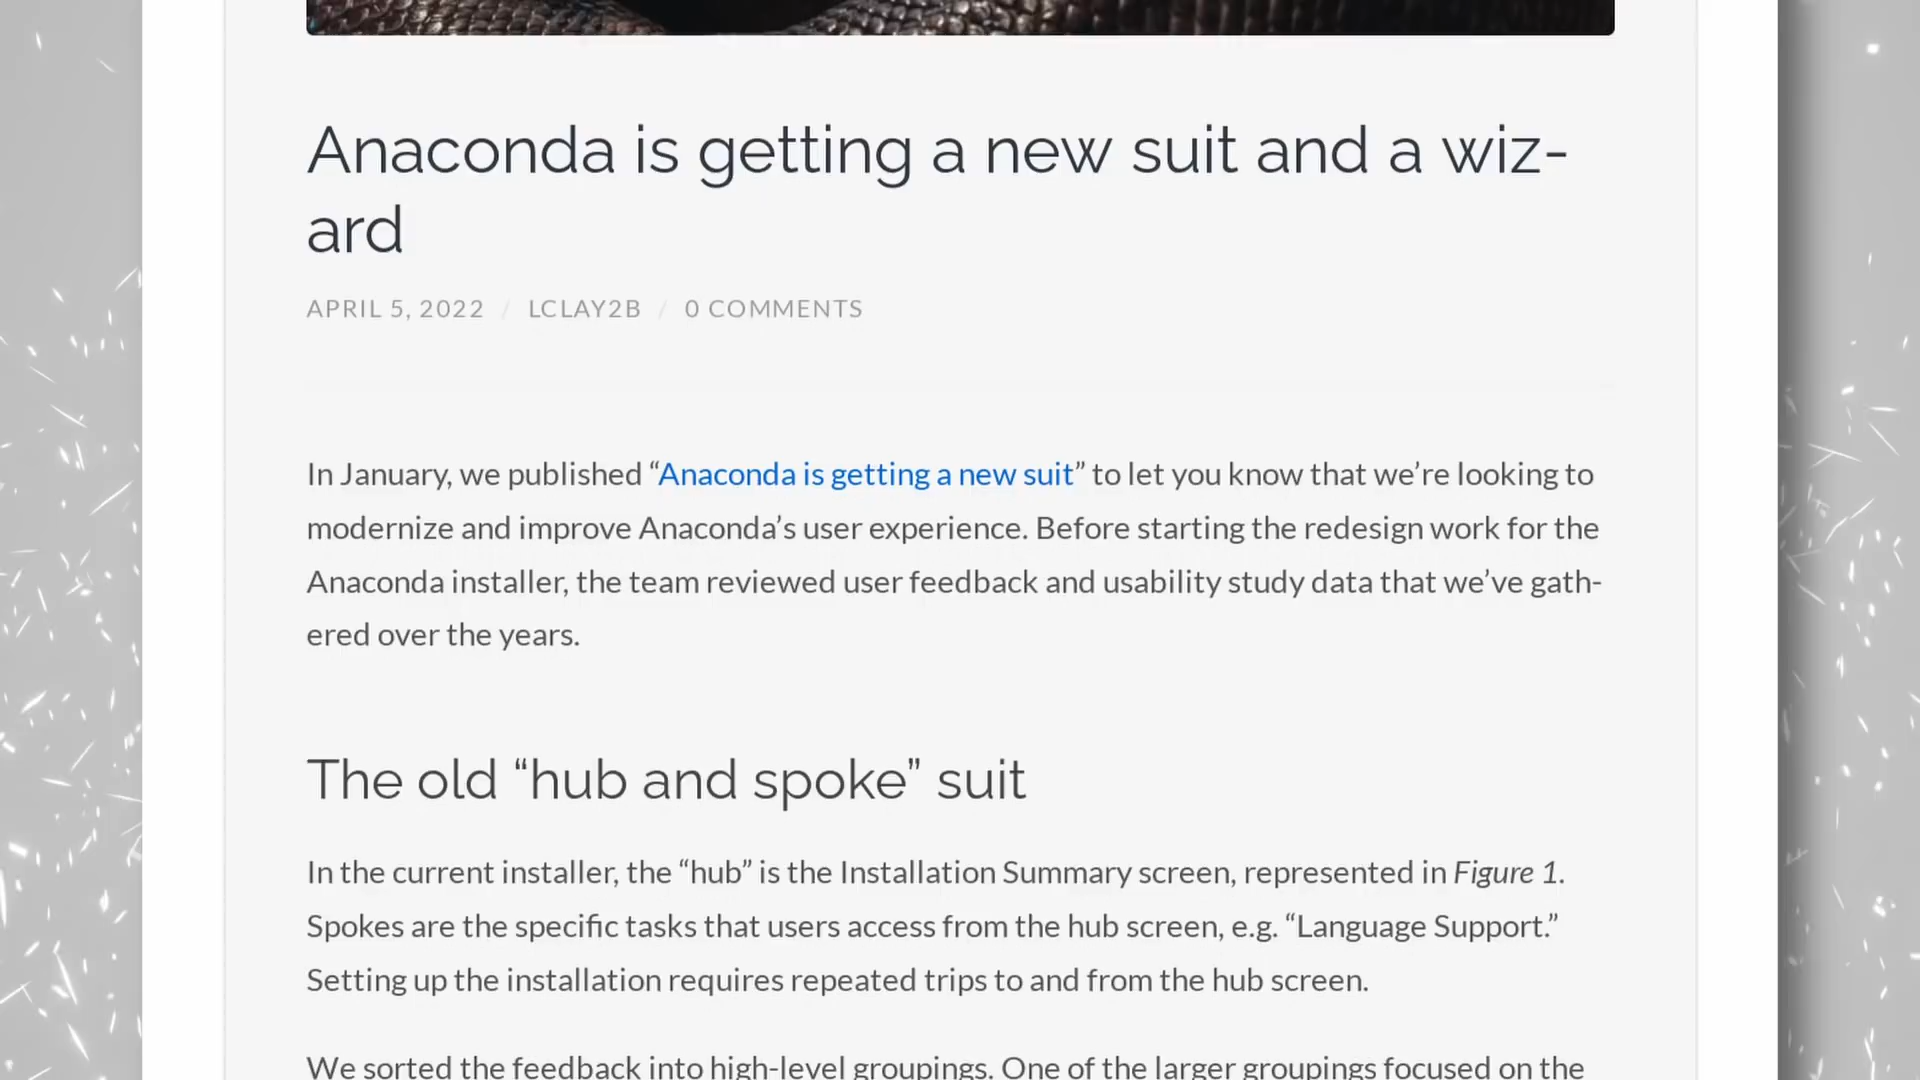 Anaconda is getting a new suit and a wiz-
ard
APRIL 5, 2022 / LCLAY2B / 0 COMMENTS
In January, we published “Anaconda is getting a new suit” to let you know that we’re looking to
modernize and improve Anaconda’s user experience. Before starting the redesign work for the
Anaconda installer, the team reviewed user feedback and usability study data that we’ve gath-
ered over the years.
The old “hub and spoke” suit
In the current installer, the “hub” is the Installation Summary screen, represented in Figure 1.
Spokes are the specific tasks that users access from the hub screen, e.g. “Language Support.”
Setting up the installation requires repeated trips to and from the hub screen.
We sorted the feedback into high-level groupings. One of the larger groupings focused on the